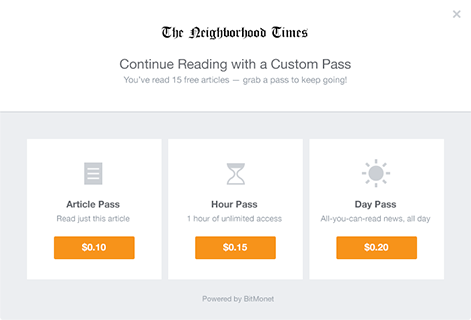 The Neighborhood Times
Continue Reading with a Custom Pass
You've read 15 free articles — grab a pass to keep going!
Article Pass
Read just this article
$0.10
Hour Pass
1 hour of unlimited access
$0.15
Day Pass
All-you-can-read news, all day
$0.20
Powered by BitMonet